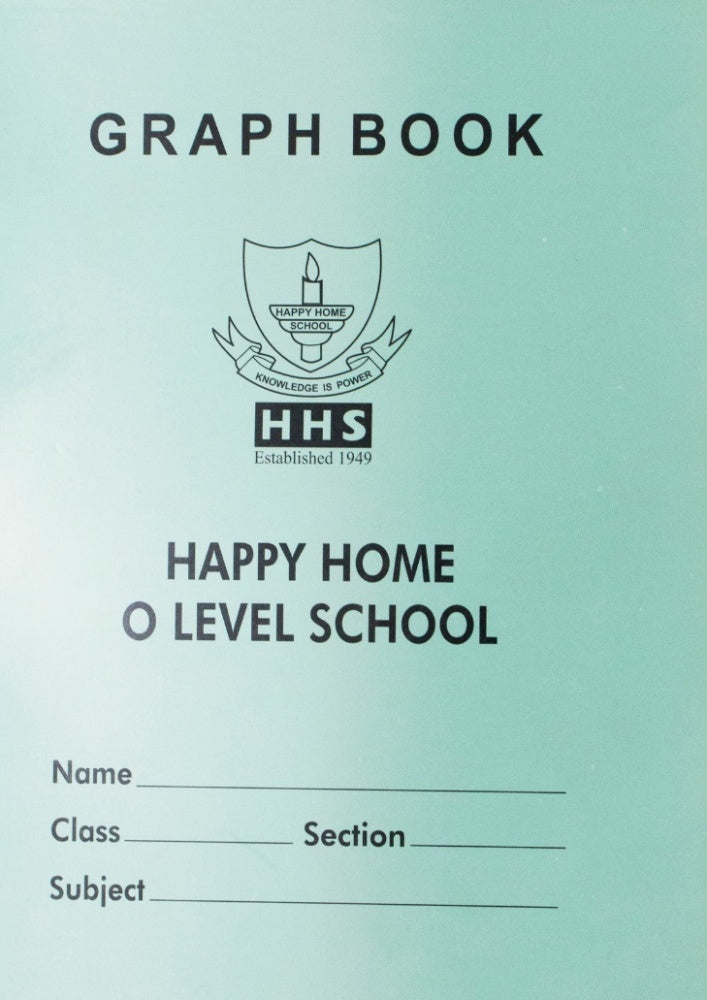 GRAPH BOOK
HAPPY HOME
SCHOOL
KNOWLEDGE IS POWER
HHS
Established 1949
HAPPY HOME
O LEVEL SCHOOL
Name
Class Section
Subject